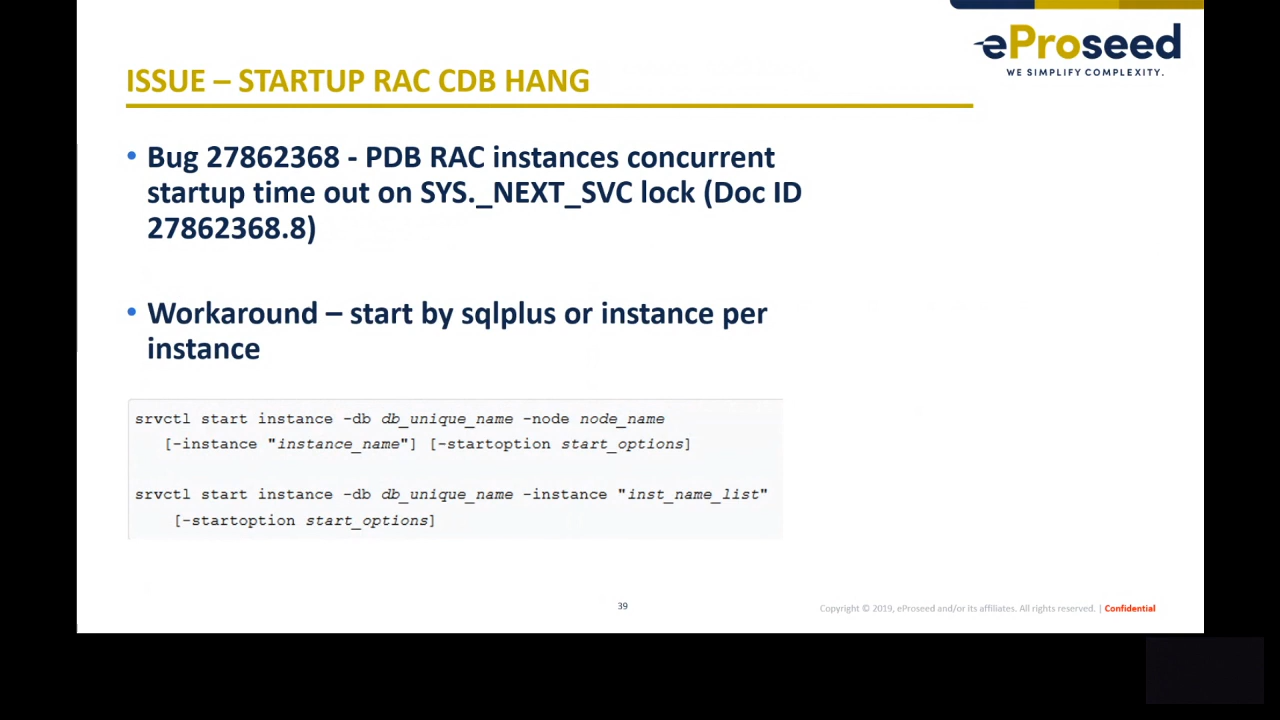 eProseed
WE SIMPLIFY COMPLEXITY.
ISSUE – STARTUP RAC CDB HANG
• Bug 27862368 - PDB RAC instances concurrent
startup time out on SYS._NEXT_SVC lock (Doc ID
27862368.8)
• Workaround – start by sqlplus or instance per
instance
srvctl start instance -db db_unique_name -node node_name
[-instance "instance_name"] [-startoption start_options]
srvctl start instance -db db_unique_name -instance "inst_name_list"
[-startoption start_options]
39
Copyright © 2019, eProseed and/or its affiliates. All rights reserved. | Confidential